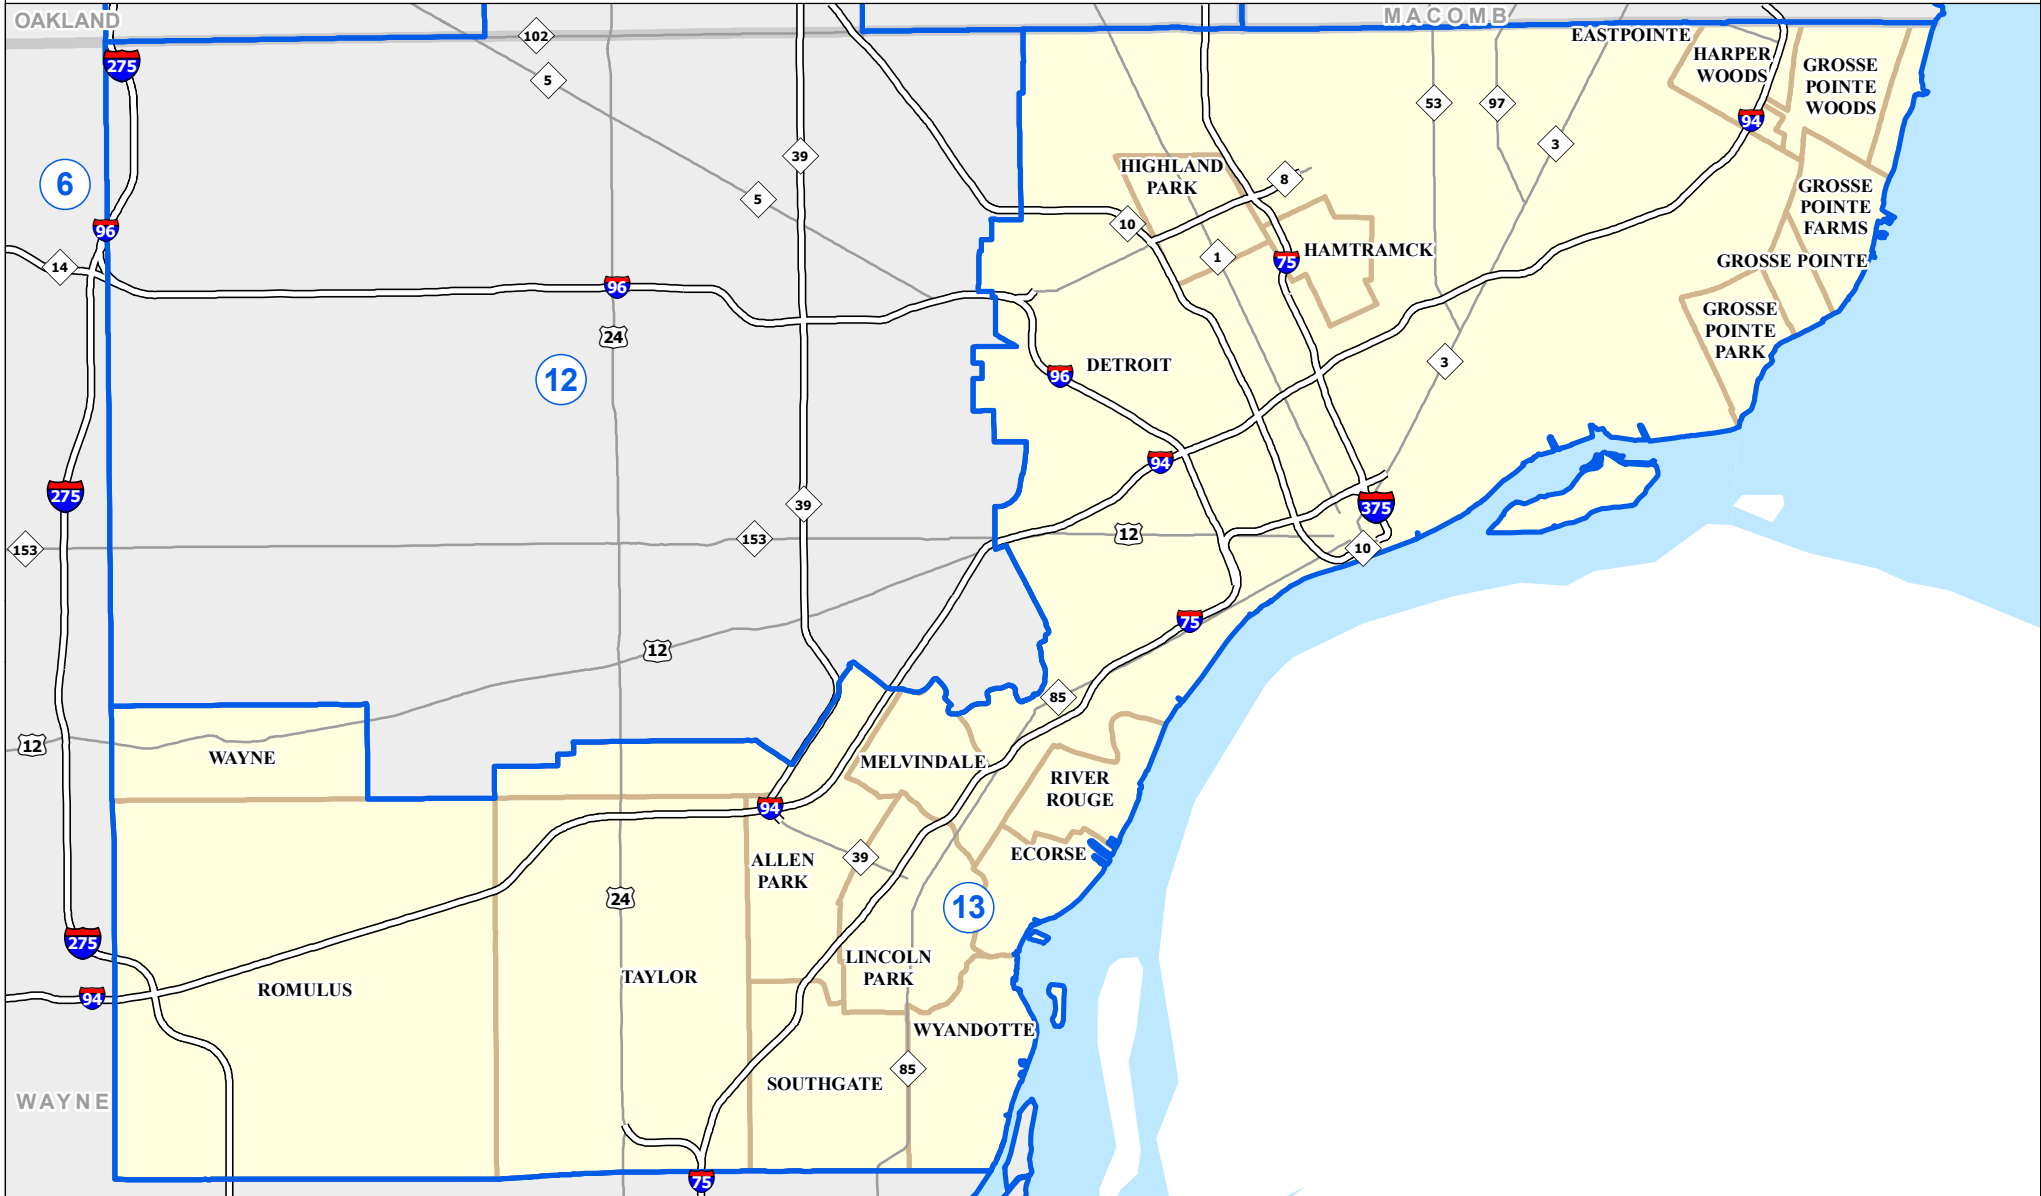 OAKLAND
MACOMB
102
EASTPOINTE
275
5
HARPER
WOODS
GROSSE
POINTE
WOODS
53
97
94
3
39
HIGHLAND
PARK
8
6
5
GROSSE
POINTE
FARMS
96
10
14
1
HAMTRAMCK
75
GROSSE POINTE
96
24
GROSSE
POINTE
PARK
12
DETROIT
96
3
94
275
39
375
153
153
12
10
75
12
85
12
WAYNE
MELVINDALE
RIVER
ROUGE
94
ALLEN
PARK
39
ECORSE
24
13
275
LINCOLN
PARK
TAYLOR
94
ROMULUS
WYANDOTTE
85
SOUTHGATE
WAYNE
75